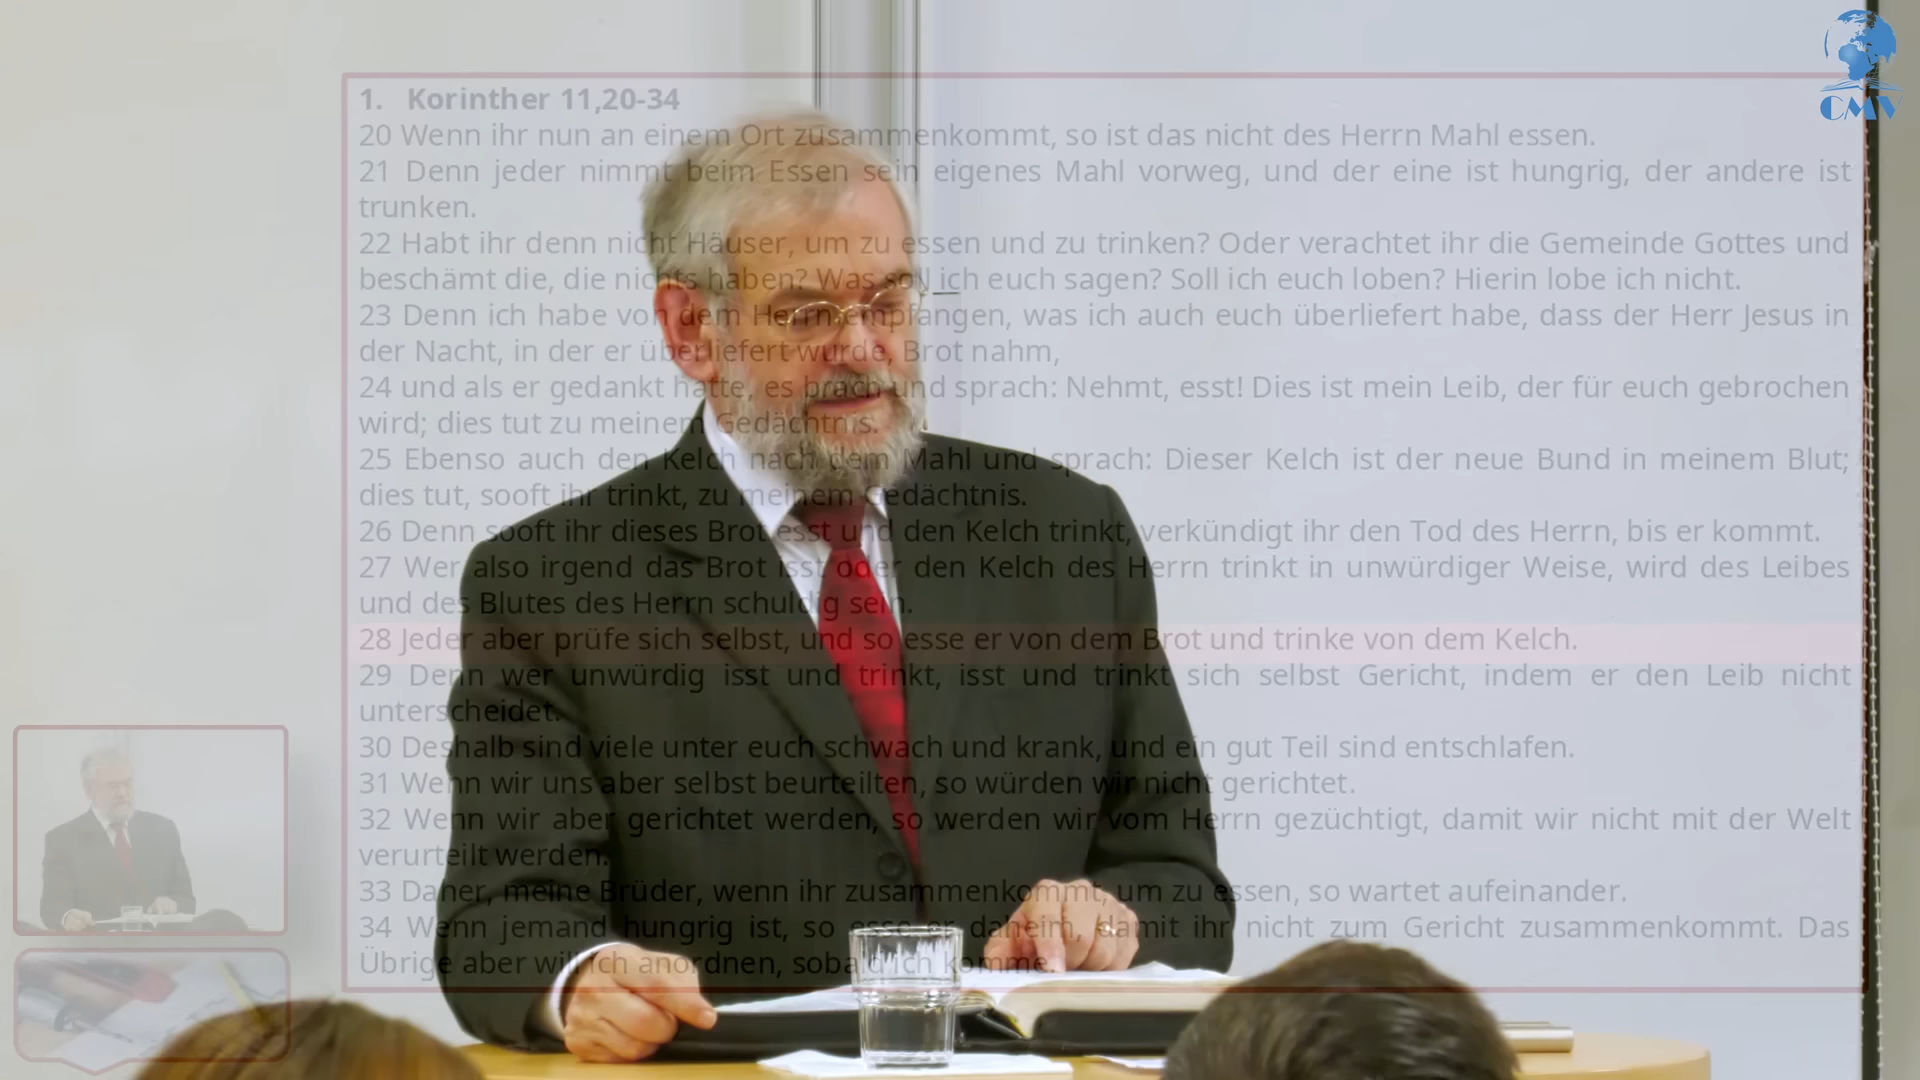 CMV
1. Korinther 11,20-34
20 Wenn ihr nun an einem Ort zusammenkommt, so ist das nicht des Herrn Mahl essen.
21 Denn jeder nimmt beim Essen sein eigenes Mahl vorweg, und der eine ist hungrig, der andere ist
trunken.
22 Habt ihr denn nicht Häuser, um zu essen und zu trinken? Oder verachtet ihr die Gemeinde Gottes und
beschämt die, die nichts haben? Was soll ich euch sagen? Soll ich euch loben? Hierin lobe ich nicht.
23 Denn ich habe von dem Herrn empfangen, was ich auch euch überliefert habe, dass der Herr Jesus in
der Nacht, in der er überliefert wurde, Brot nahm,
24 und als er gedankt hatte, es brach und sprach: Nehmt, esst! Dies ist mein Leib, der für euch gebrochen
wird; dies tut zu meinem Gedächtnis.
25 Ebenso auch den Kelch nach dem Mahl und sprach: Dieser Kelch ist der neue Bund in meinem Blut;
dies tut, sooft ihr trinkt, zu meinem Gedächtnis.
26 Denn sooft ihr dieses Brot esst und den Kelch trinkt, verkündigt ihr den Tod des Herrn, bis er kommt.
27 Wer also irgend das Brot isst oder den Kelch des Herrn trinkt in unwürdiger Weise, wird des Leibes
und des Blutes des Herrn schuldig sein.
28 Jeder aber prüfe sich selbst, und so esse er von dem Brot und trinke von dem Kelch.
29 Denn wer unwürdig isst und trinkt, isst und trinkt sich selbst Gericht, indem er den Leib nicht
unterscheidet.
30 Deshalb sind viele unter euch schwach und krank, und ein gut Teil sind entschlafen.
31 Wenn wir uns aber selbst beurteilten, so würden wir nicht gerichtet.
32 Wenn wir aber gerichtet werden, so werden wir vom Herrn gezüchtigt, damit wir nicht mit der Welt
verurteilt werden.
33 Daher, meine Brüder, wenn ihr zusammenkommt, um zu essen, so wartet aufeinander.
34 Wenn jemand hungrig ist, so esse er daheim, damit ihr nicht zum Gericht zusammenkommt. Das
Übrige aber will ich anordnen, sobald ich komme.